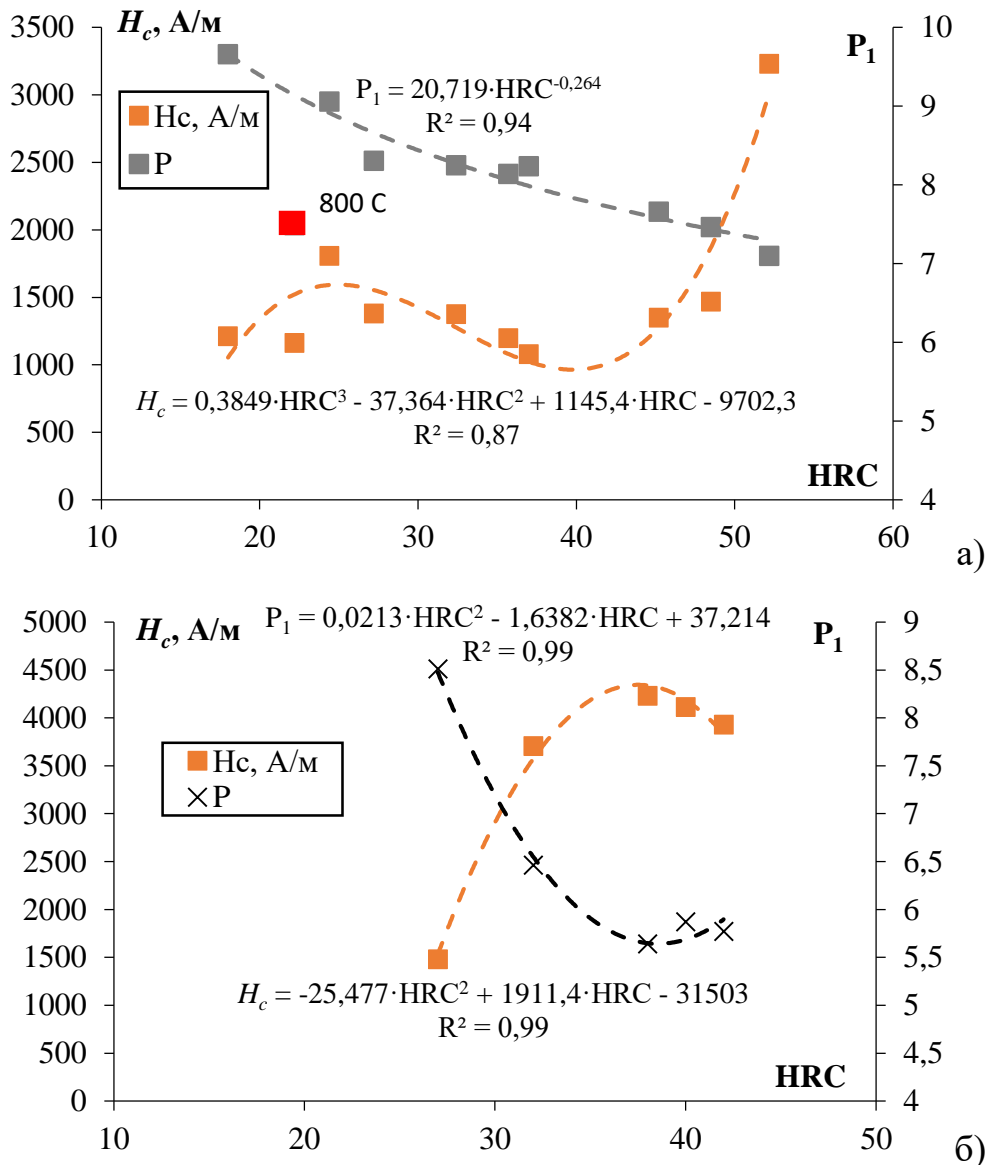 H_c, А/м
P₁
3500
3000
2500
2000
1500
1000
500
0
10
9
8
7
6
5
4
Hc, А/м
P
P₁ = 20,719·HRC⁻⁰,²⁶⁴
R² = 0,94
800 C
H_c = 0,3849·HRC³ - 37,364·HRC² + 1145,4·HRC - 9702,3
R² = 0,87
HRC
10 20 30 40 50 60
а)
H_c, А/м
P₁
5000
4500
4000
3500
3000
2500
2000
1500
1000
500
0
9
8,5
8
7,5
7
6,5
6
5,5
5
4,5
4
P₁ = 0,0213·HRC² - 1,6382·HRC + 37,214
R² = 0,99
Hc, А/м
P
H_c = -25,477·HRC² + 1911,4·HRC - 31503
R² = 0,99
HRC
10 20 30 40 50
б)